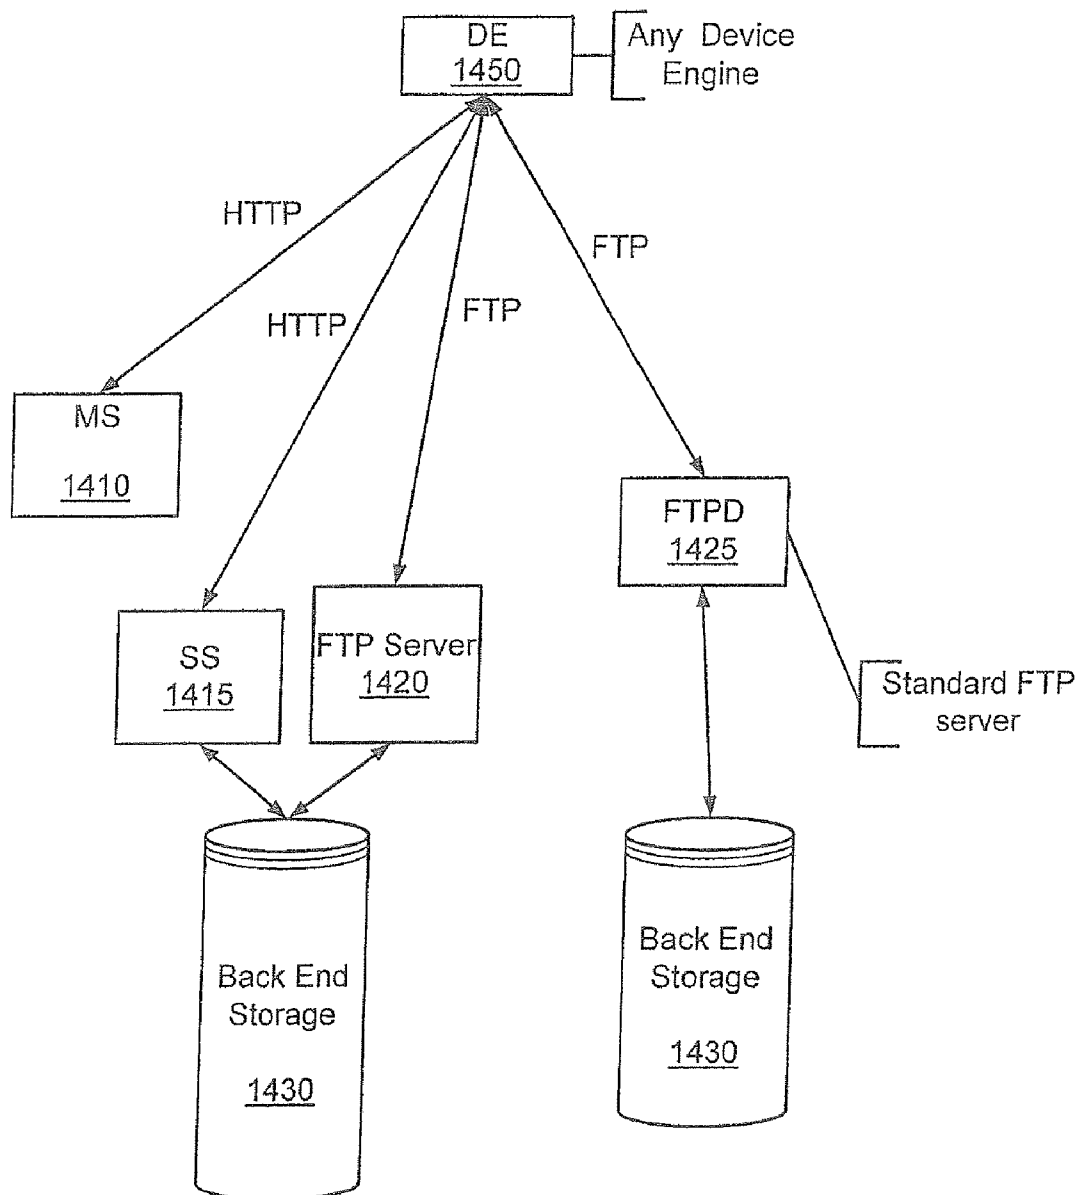 DE
1450
Any Device
Engine
HTTP
FTP
HTTP
FTP
MS
1410
FTPD
1425
SS
1415
FTP Server
1420
Standard FTP
server
Back End
Storage
1430
Back End
Storage
1430